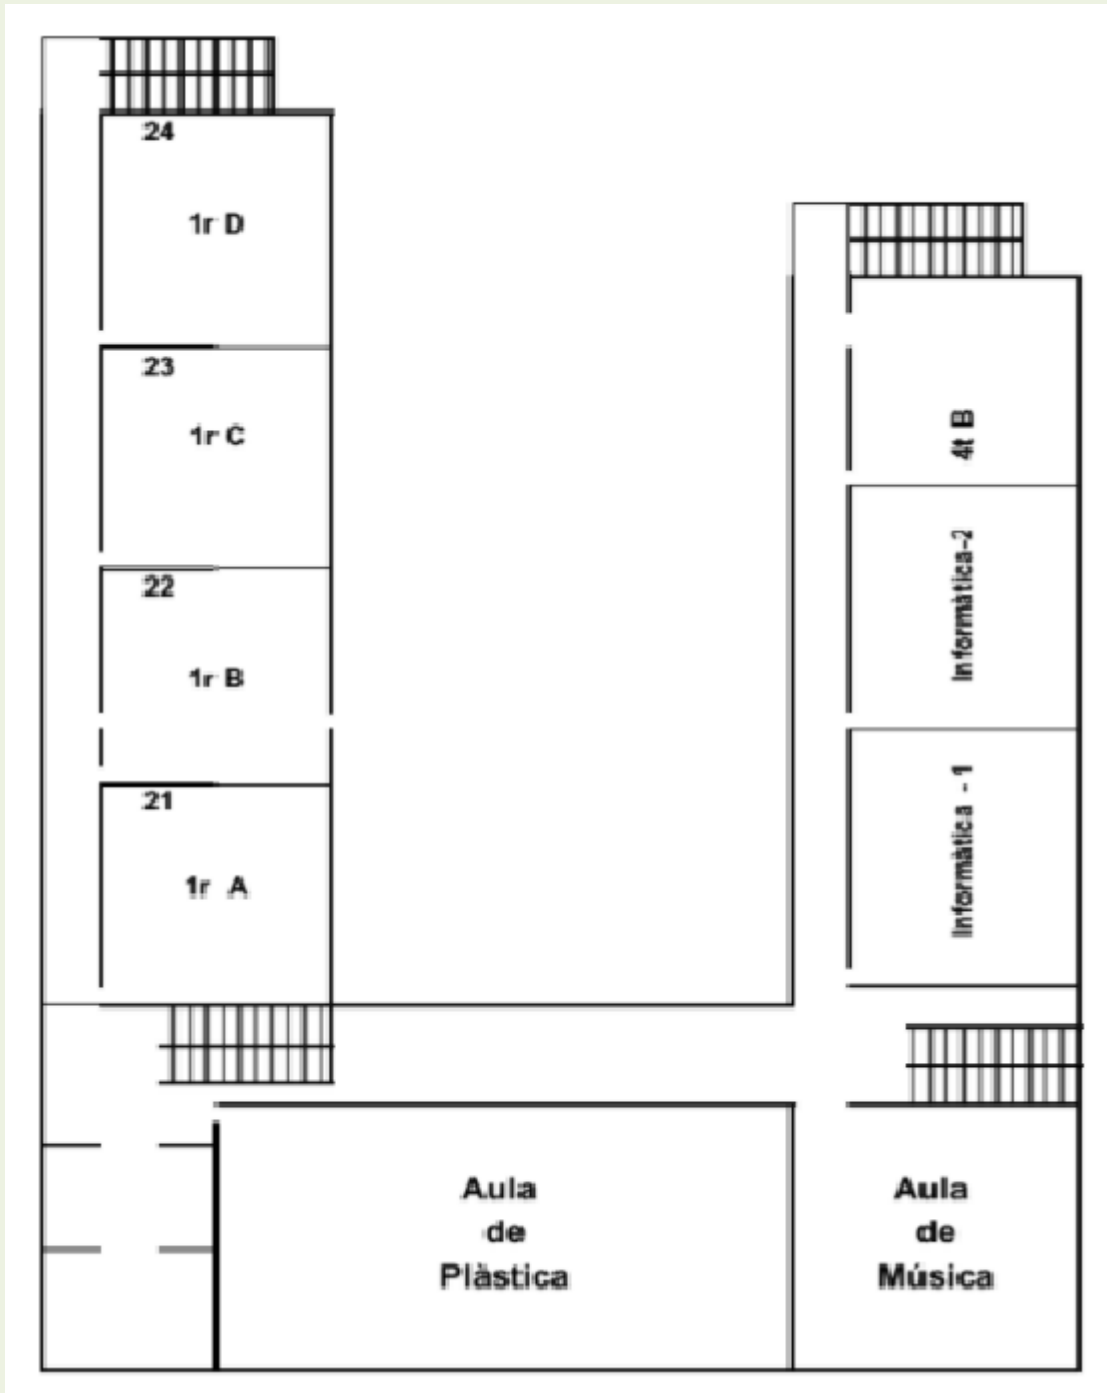 24
1r D
23
1r C
22
1r B
21
1r A
4t B
Informàtica-2
Informàtica - 1
Aula
de
Plàstica
Aula
de
Música